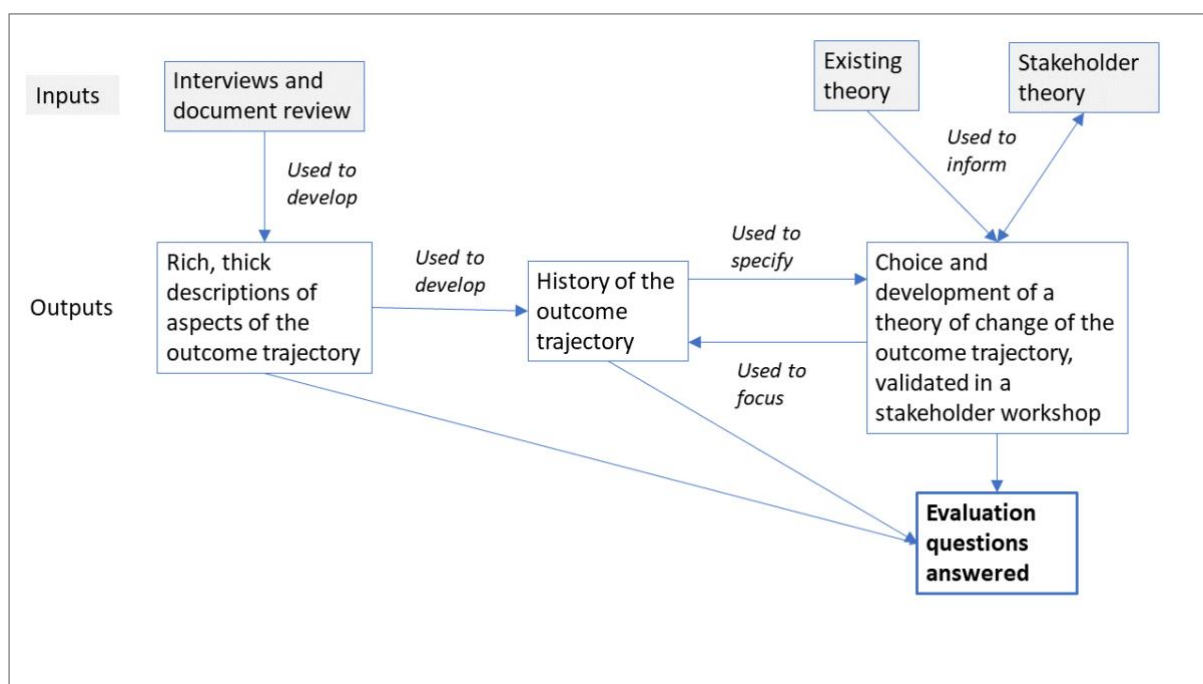 Inputs
Interviews and
document review
Existing
theory
Stakeholder
theory
Used to
inform
Used to
develop
Outputs
Rich, thick
descriptions of
aspects of the
outcome trajectory
Used to
develop
History of the
outcome
trajectory
Used to
specify
Used to
focus
Choice and
development of a
theory of change of the
outcome trajectory,
validated in a
stakeholder workshop
Evaluation
questions
answered